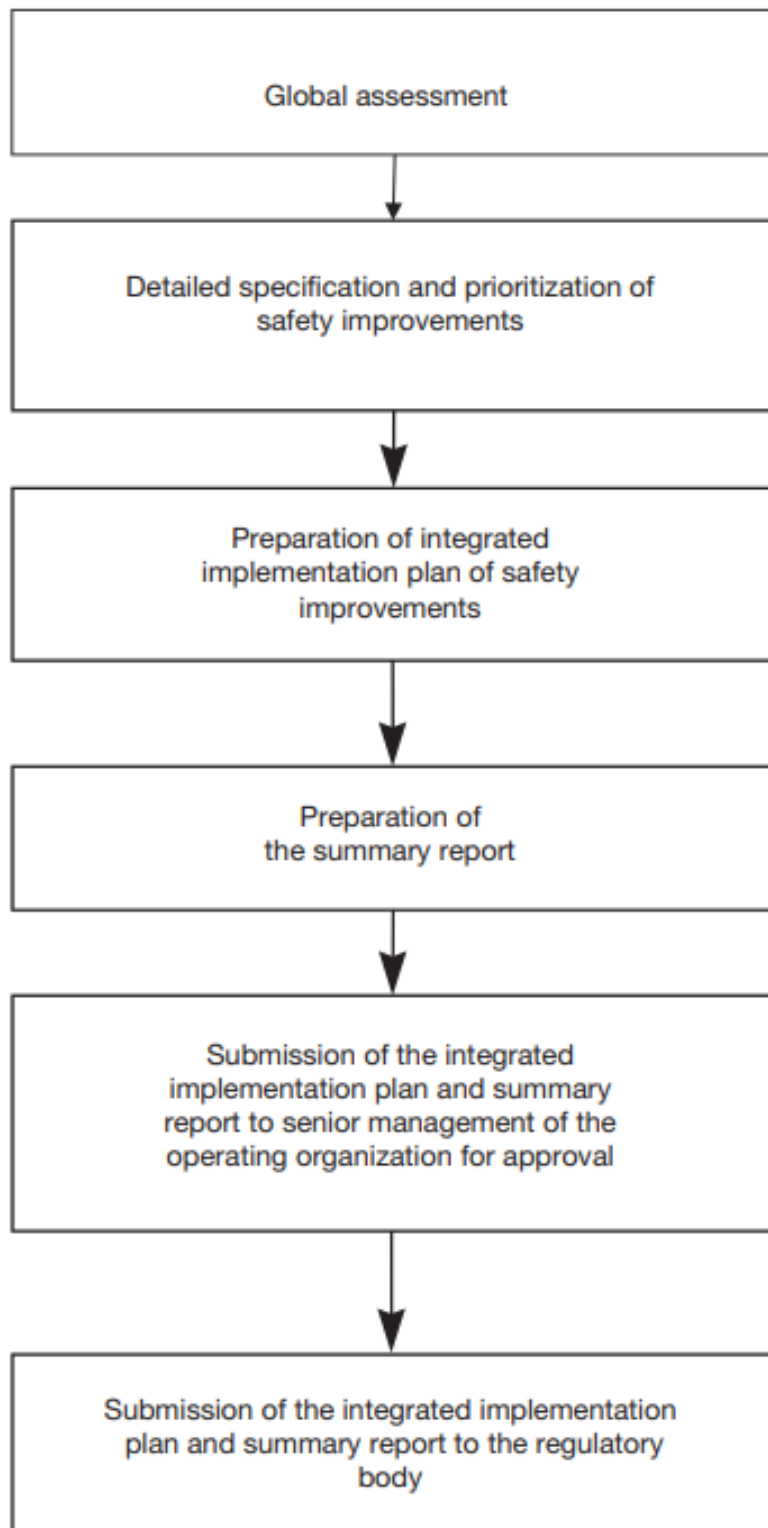 Global assessment
Detailed specification and prioritization of
safety improvements
Preparation of integrated
implementation plan of safety
improvements
Preparation of
the summary report
Submission of the integrated
implementation plan and summary
report to senior management of the
operating organization for approval
Submission of the integrated implementation
plan and summary report to the regulatory
body